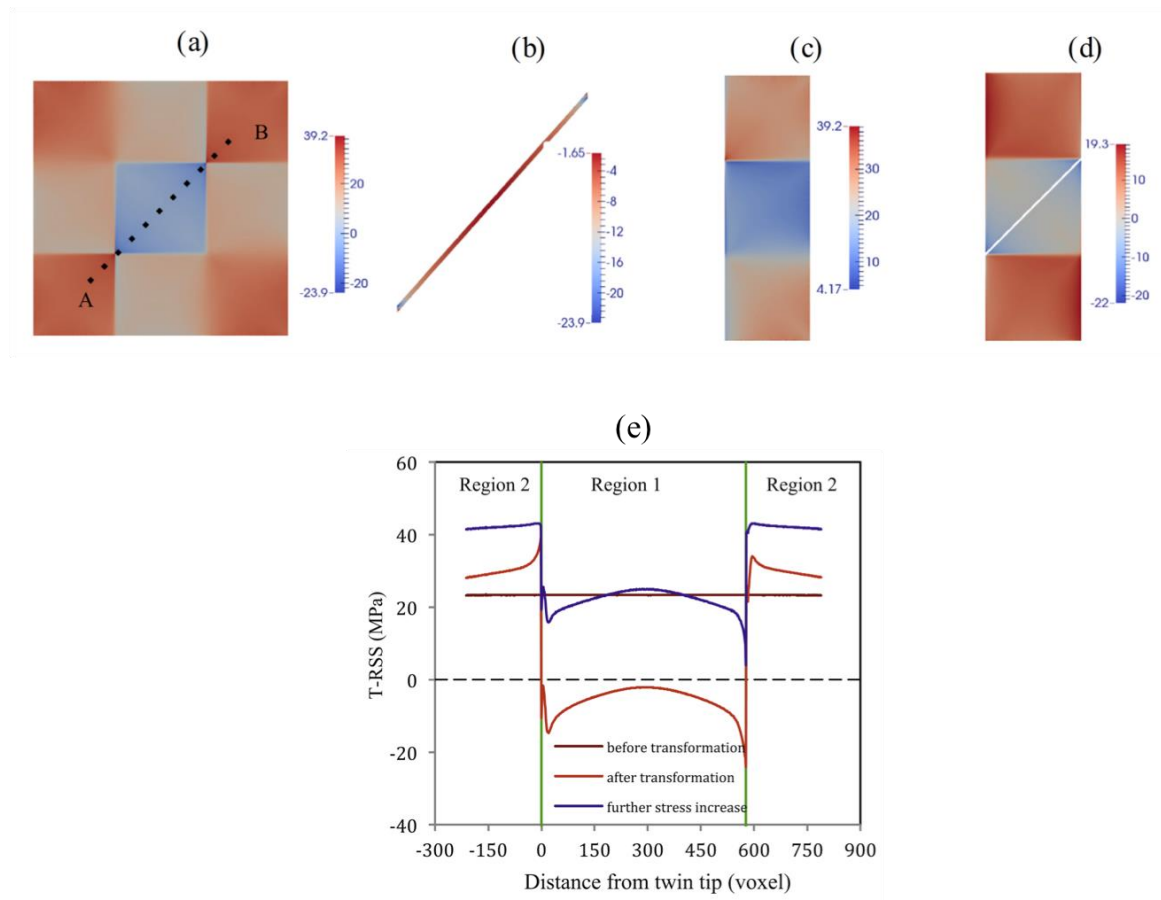 (a)
(b)
(c)
(d)
B
A
39.2
20
0
-20
-23.9
-1.65
-4
-8
-12
-16
-20
-23.9
39.2
30
20
10
4.17
19.3
10
0
-10
-20
-22
(e)
60
40
20
0
-20
-40
T-RSS (MPa)
Region 2
Region 1
Region 2
before transformation
after transformation
further stress increase
-300 -150 0 150 300 450 600 750 900
Distance from twin tip (voxel)